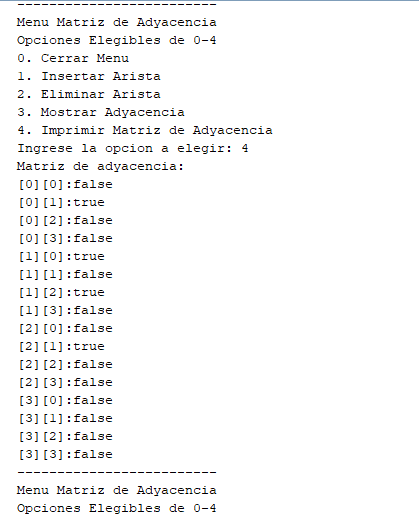 -------------------------
Menu Matriz de Adyacencia
Opciones Elegibles de 0-4
0. Cerrar Menu
1. Insertar Arista
2. Eliminar Arista
3. Mostrar Adyacencia
4. Imprimir Matriz de Adyacencia
Ingrese la opcion a elegir: 4
Matriz de adyacencia:
[0][0]:false
[0][1]:true
[0][2]:false
[0][3]:false
[1][0]:true
[1][1]:false
[1][2]:true
[1][3]:false
[2][0]:false
[2][1]:true
[2][2]:false
[2][3]:false
[3][0]:false
[3][1]:false
[3][2]:false
[3][3]:false
-------------------------
Menu Matriz de Adyacencia
Opciones Elegibles de 0-4